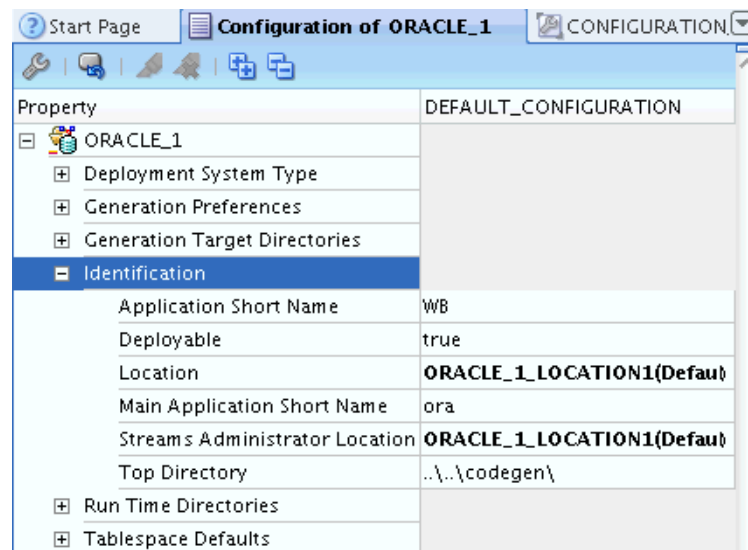 Start Page Configuration of ORACLE_1 CONFIGURATION
Property DEFAULT_CONFIGURATION
ORACLE_1
Deployment System Type
Generation Preferences
Generation Target Directories
Identification
Application Short Name WB
Deployable true
Location ORACLE_1_LOCATION1(Defau
Main Application Short Name ora
Streams Administrator Location ORACLE_1_LOCATION1(Defau
Top Directory ..\..\codegen\
Run Time Directories
Tablespace Defaults